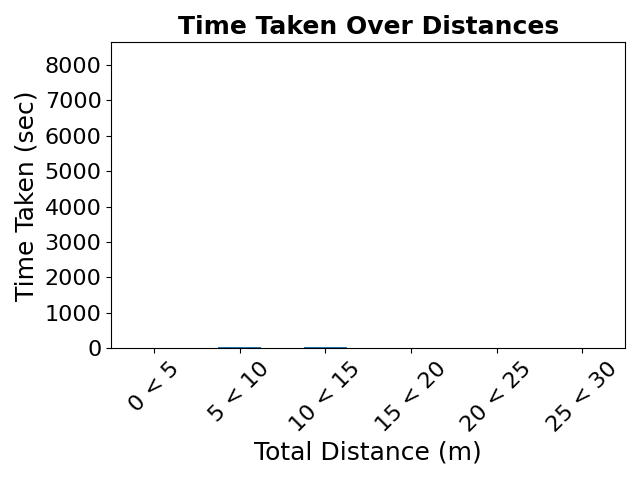 Time Taken Over Distances
Time Taken (sec)
8000
7000
6000
5000
4000
3000
2000
1000
0
0 < 5
5 < 10
10 < 15
15 < 20
20 < 25
25 < 30
Total Distance (m)